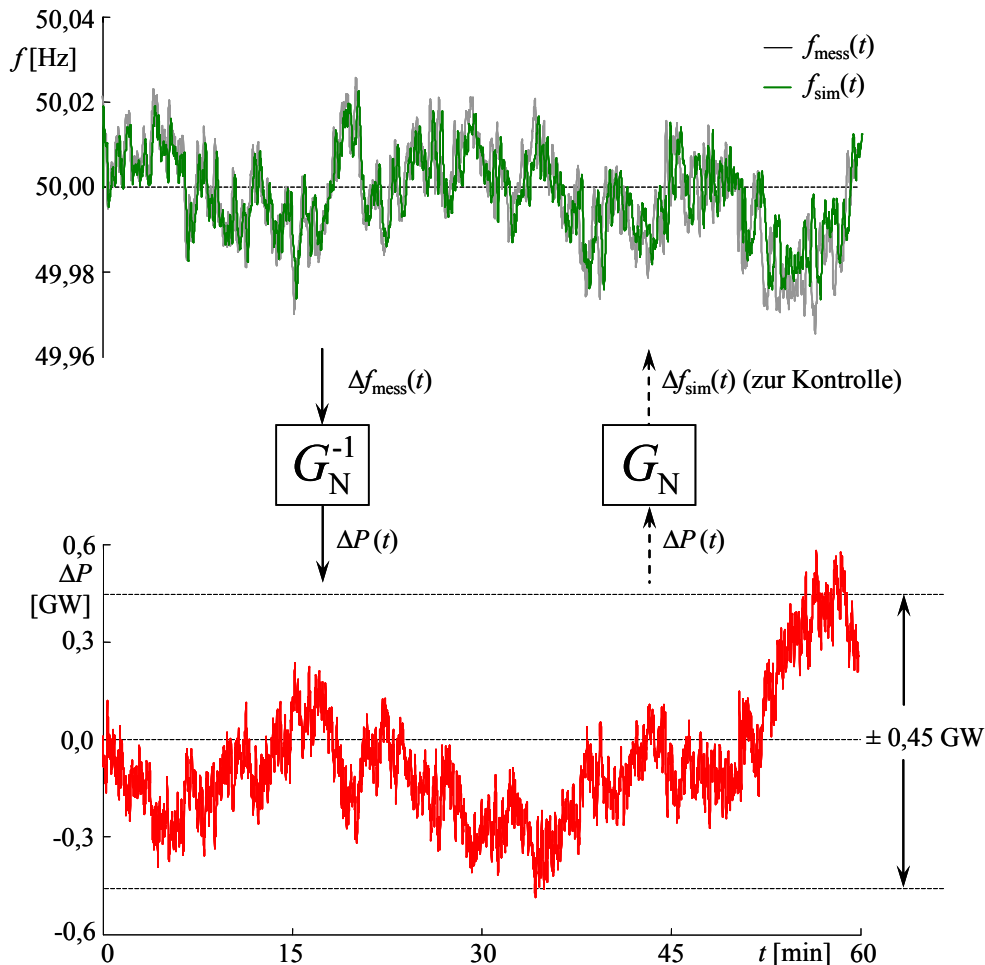 50,04
f [Hz]
f_mess(t)
f_sim(t)
50,02
50,00
49,98
49,96
Δf_mess(t)
Δf_sim(t) (zur Kontrolle)
G_N^-1
G_N
ΔP (t)
ΔP (t)
0,6
ΔP
[GW]
0,3
0,0
± 0,45 GW
-0,3
-0,6
0 15 30 45 t [min] 60